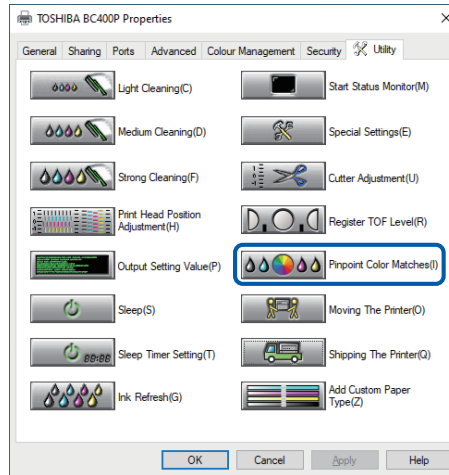 TOSHIBA BC400P Properties
General Sharing Ports Advanced Colour Management Security Utility
Light Cleaning(C)
Start Status Monitor(M)
Medium Cleaning(D)
Special Settings(E)
Strong Cleaning(F)
Cutter Adjustment(U)
Print Head Position
Adjustment(H)
Register TOF Level(R)
Output Setting Value(P)
Pinpoint Color Matches(I)
Sleep(S)
Moving The Printer(O)
Sleep Timer Setting(T)
Shipping The Printer(Q)
Ink Refresh(G)
Add Custom Paper
Type(Z)
OK Cancel Apply Help